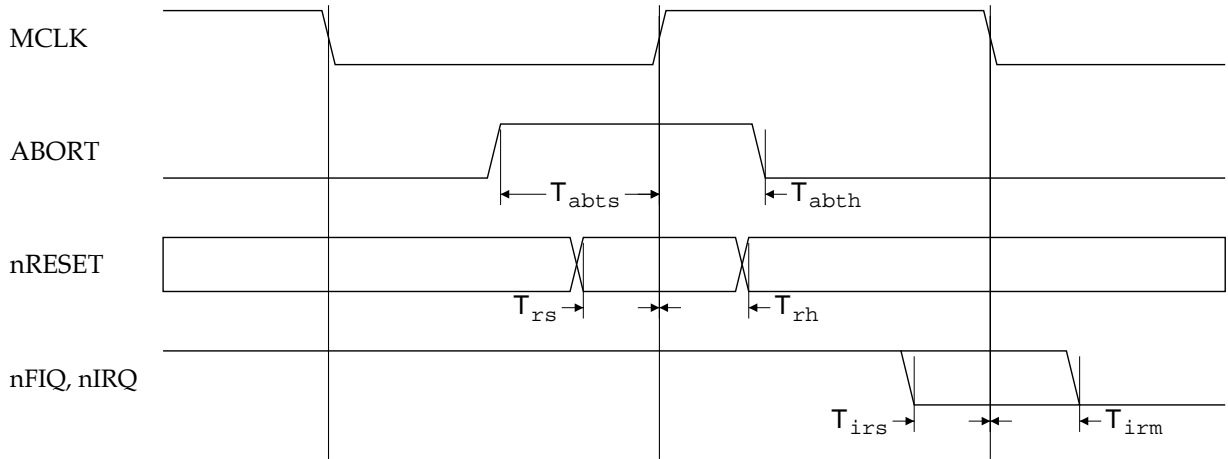 MCLK
ABORT
Tabts
Tabth
nRESET
Trs
Trh
nFIQ, nIRQ
Tirs
Tirm